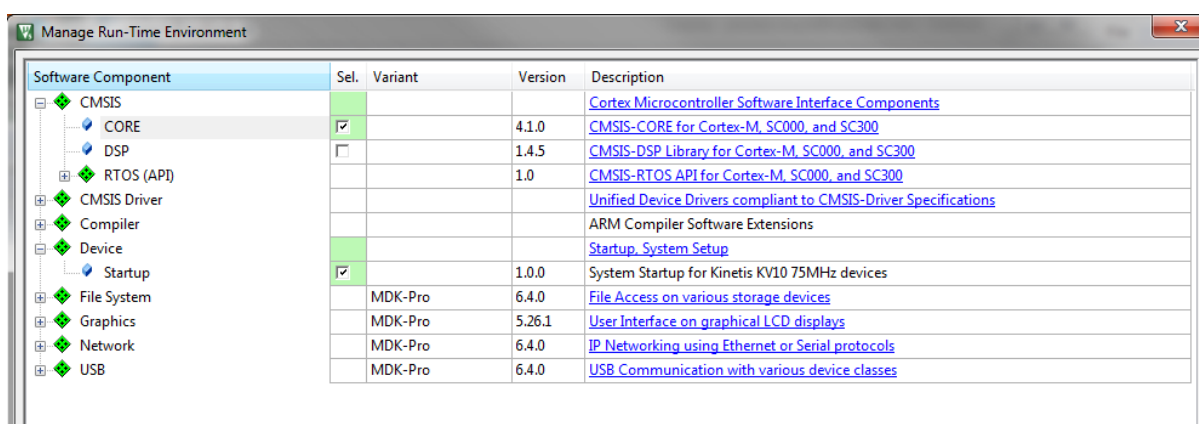 Manage Run-Time Environment
Software Component Sel. Variant Version Description
CMSIS Cortex Microcontroller Software Interface Components
CORE 4.1.0 CMSIS-CORE for Cortex-M, SC000, and SC300
DSP 1.4.5 CMSIS-DSP Library for Cortex-M, SC000, and SC300
RTOS (API) 1.0 CMSIS-RTOS API for Cortex-M, SC000, and SC300
CMSIS Driver Unified Device Drivers compliant to CMSIS-Driver Specifications
Compiler ARM Compiler Software Extensions
Device Startup, System Setup
Startup 1.0.0 System Startup for Kinetis KV10 75MHz devices
File System MDK-Pro 6.4.0 File Access on various storage devices
Graphics MDK-Pro 5.26.1 User Interface on graphical LCD displays
Network MDK-Pro 6.4.0 IP Networking using Ethernet or Serial protocols
USB MDK-Pro 6.4.0 USB Communication with various device classes